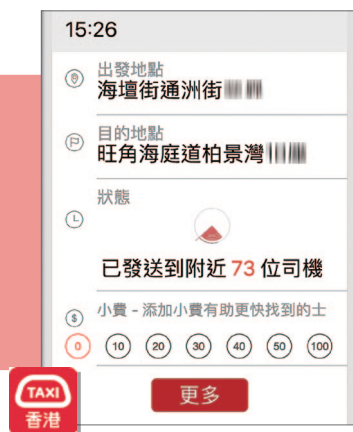 15:26
出發地點
海壇街通洲街
目的地點
旺角海庭道柏景灣
狀態
已發送到附近 73 位司機
小費 - 添加小費有助更快找到的士
0 10 20 30 40 50 100
更多
TAXI
香港